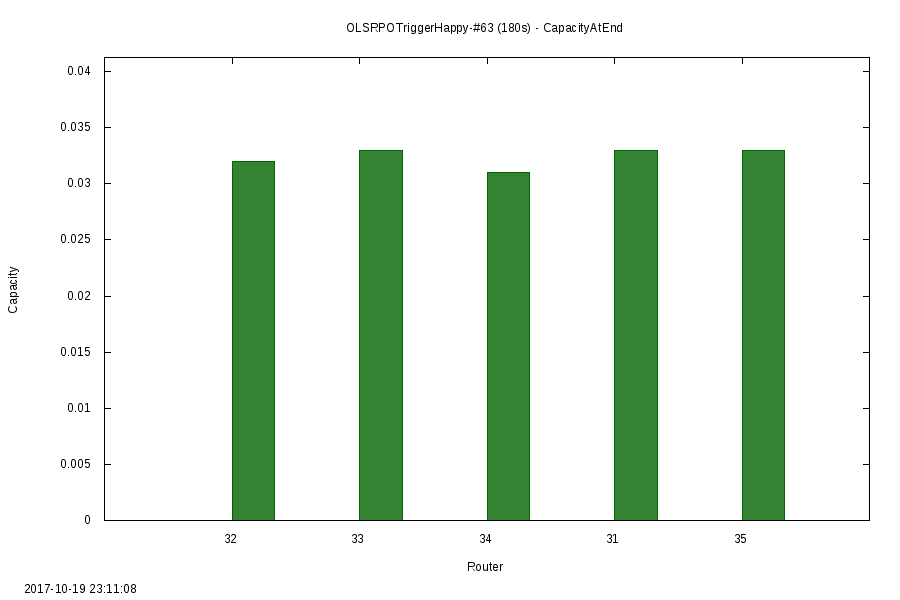 OLSRPOTriggerHappy-#63 (180s) - CapacityAtEnd
0.04
0.035
0.03
0.025
0.02
0.015
0.01
0.005
0
Capacity
32 33 34 31 35
Router
2017-10-19 23:11:08